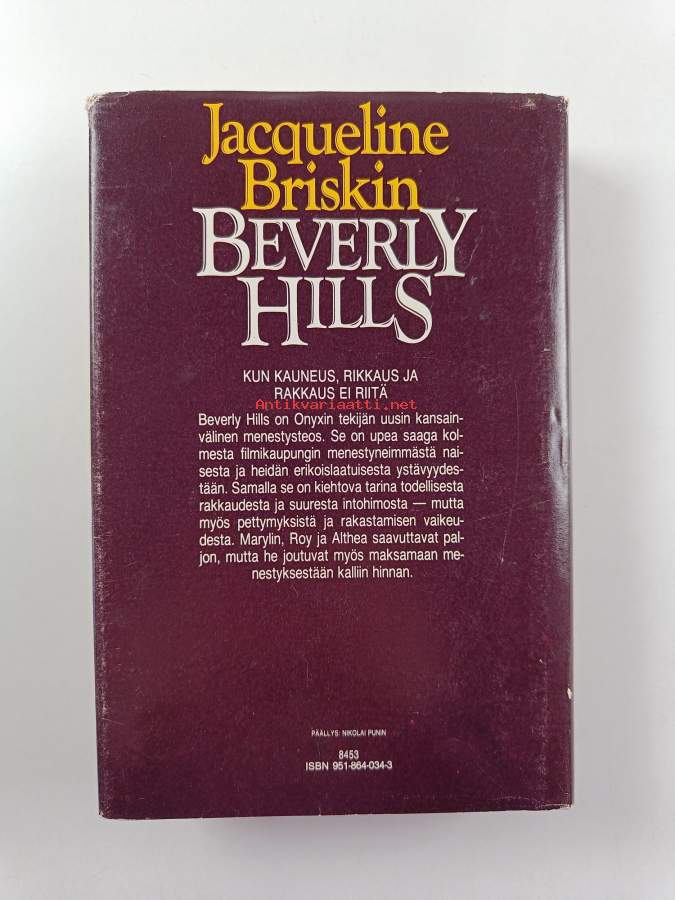 Jacqueline
Briskin
BEVERLY
HILLS
KUN KAUNEUS, RIKKAUS JA
RAKKAUS EI RIITÄ
Antikvariaatti.net
Beverly Hills on Onyxin tekijän uusin kansain-
välinen menestysteos. Se on upea saaga kol-
mesta filmikaupungin menestyneimmästä nai-
sesta ja heidän erikoislaatuisesta ystävyydes-
tään. Samalla se on kiehtova tarina todellisesta
rakkaudesta ja suuresta intohimosta — mutta
myös pettymyksistä ja rakastamisen vaikeu-
desta. Marylin, Roy ja Althea saavuttavat pal-
jon, mutta he joutuvat myös maksamaan me-
nestyksestään kalliin hinnan.
PÄÄLLYS: NIKOLAI PUNIN
8453
ISBN 951-864-034-3